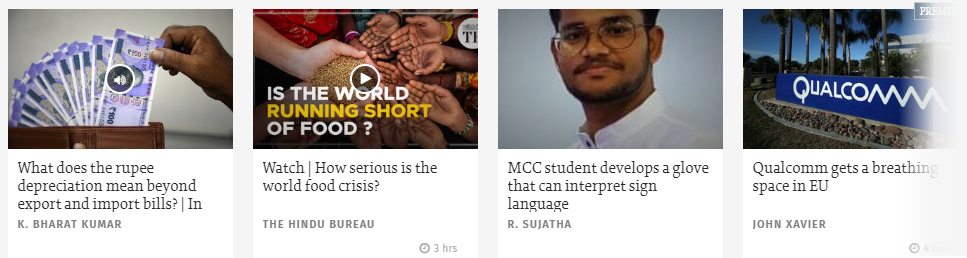 PREMI
TH
IS THE WORLD
RUNNING SHORT
OF FOOD ?
QUALCOMM
What does the rupee
depreciation mean beyond
export and import bills? | In
K. BHARAT KUMAR
Watch | How serious is the
world food crisis?
THE HINDU BUREAU
3 hrs
MCC student develops a glove
that can interpret sign
language
R. SUJATHA
Qualcomm gets a breathing
space in EU
JOHN XAVIER
4 hrs